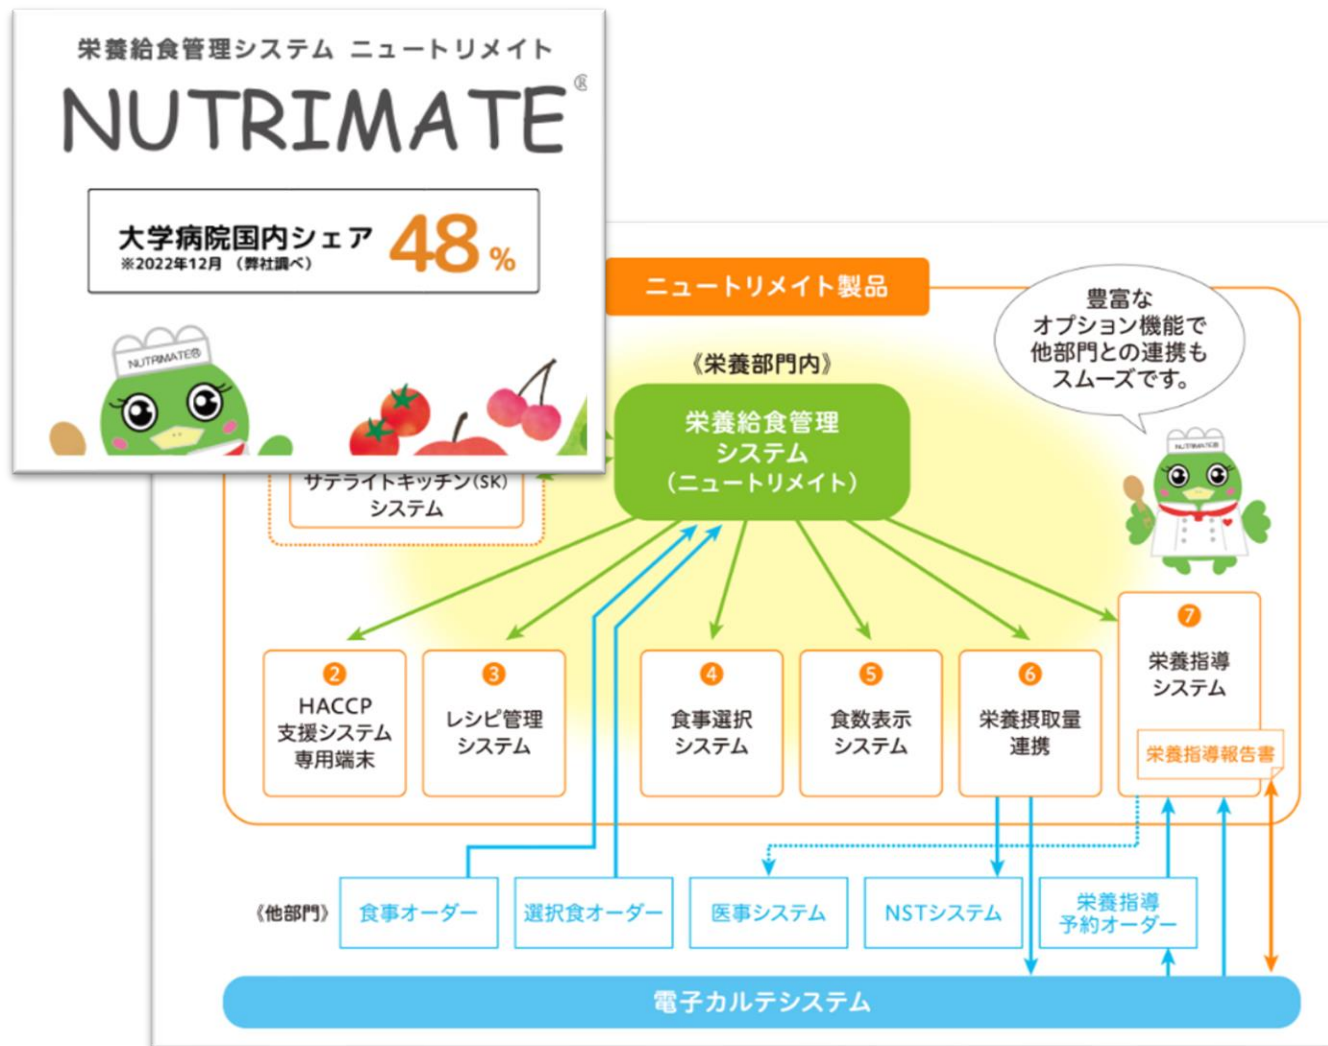 栄養給食管理システム ニュートリメイト
NUTRIMATE®
大学病院国内シェア 48%
※2022年12月 （弊社調べ）
NUTRIMATE®
ニュートリメイト製品
豊富な
オプション機能で
他部門との連携も
スムーズです。
NUTRIMATE®
《栄養部門内》
栄養給食管理
システム
（ニュートリメイト）
サテライトキッチン(SK)
システム
2
HACCP
支援システム
専用端末
3
レシピ管理
システム
4
食事選択
システム
5
食数表示
システム
6
栄養摂取量
連携
7
栄養指導
システム
栄養指導報告書
《他部門》
食事オーダー
選択食オーダー
医事システム
NSTシステム
栄養指導
予約オーダー
電子カルテシステム